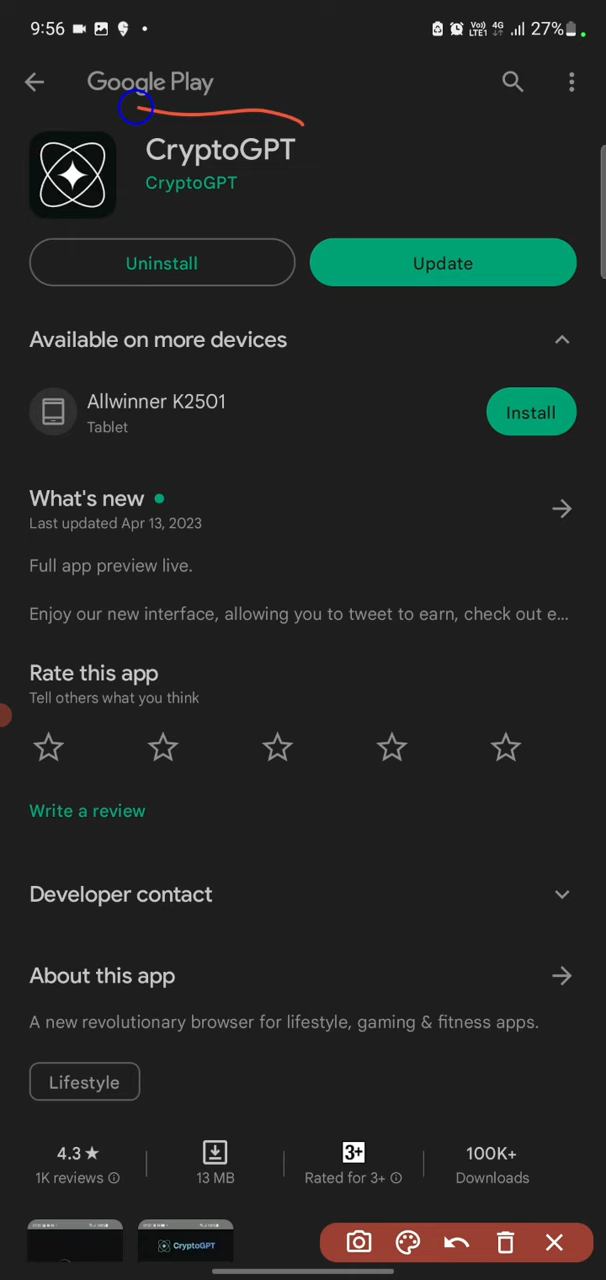 9:56
Vo)) 4G
LTE1
27%
Google Play
CryptoGPT
CryptoGPT
Uninstall
Update
Available on more devices
Allwinner K2501
Tablet
Install
What's new
Last updated Apr 13, 2023
Full app preview live.
Enjoy our new interface, allowing you to tweet to earn, check out e...
Rate this app
Tell others what you think
Write a review
Developer contact
About this app
A new revolutionary browser for lifestyle, gaming & fitness apps.
Lifestyle
4.3★ 3+ 100K+
1K reviews 13 MB Rated for 3+ Downloads
CryptoGPT